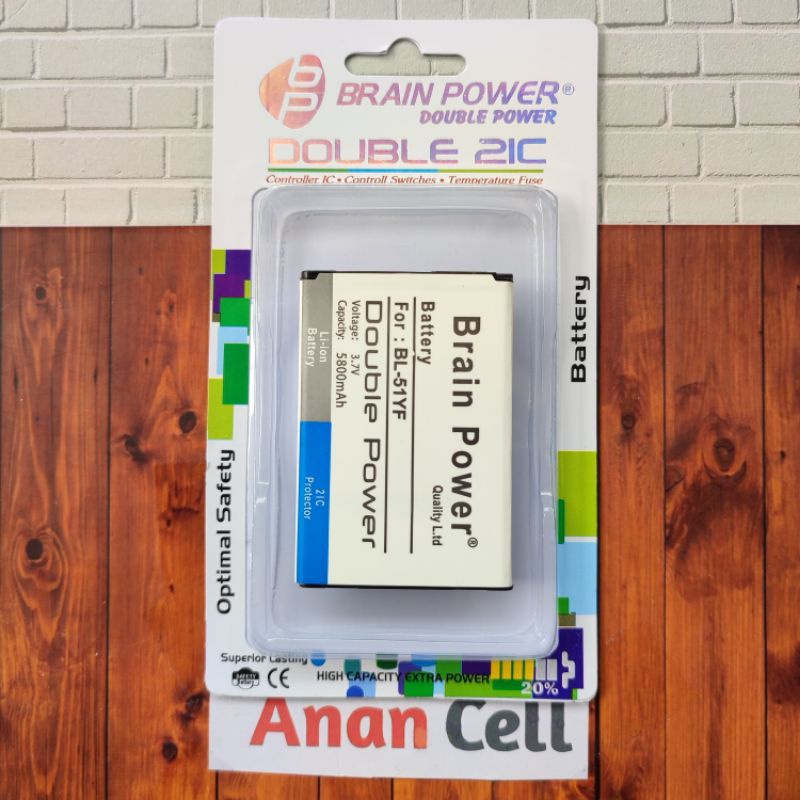 bp BRAIN POWER®
DOUBLE POWER
DOUBLE 2IC
Controller IC • Controll Switches • Temperature Fuse
Battery
Optimal Safety
Brain Power®
Quality L.td
Battery
For : BL-51YF
Double Power
Voltage: 3.7V
Capacity: 5800mAh
Li-Ion
Battery
2IC
Protector
Superior Casting
CE
HIGH CAPACITY EXTRA POWER
20%
Anan Cell